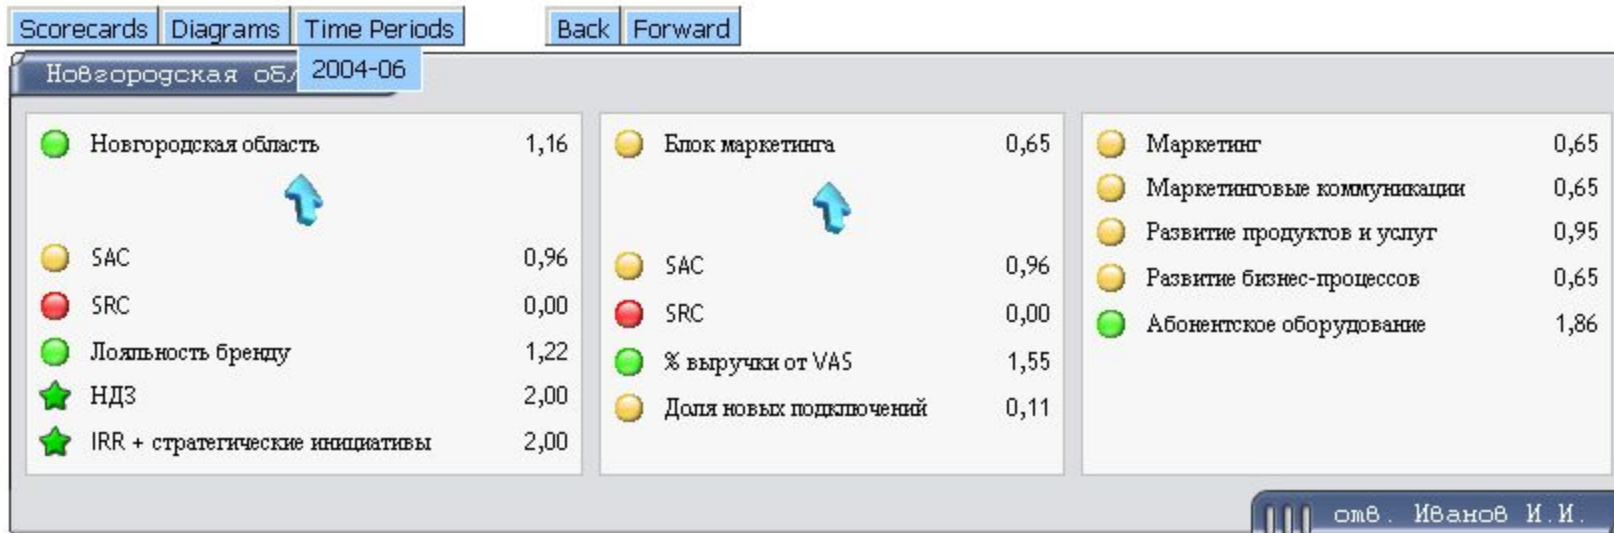 Scorecards Diagrams Time Periods Back Forward
2004-06
Новгородская об
Новгородская область 1,16
SAC 0,96
SRC 0,00
Лояльность бренду 1,22
НДЗ 2,00
IRR + стратегические инициативы 2,00
Блок маркетинга 0,65
SAC 0,96
SRC 0,00
% выручки от VAS 1,55
Доля новых подключений 0,11
Маркетинг 0,65
Маркетинговые коммуникации 0,65
Развитие продуктов и услуг 0,95
Развитие бизнес-процессов 0,65
Абонентское оборудование 1,86
отв. Иванов И.И.